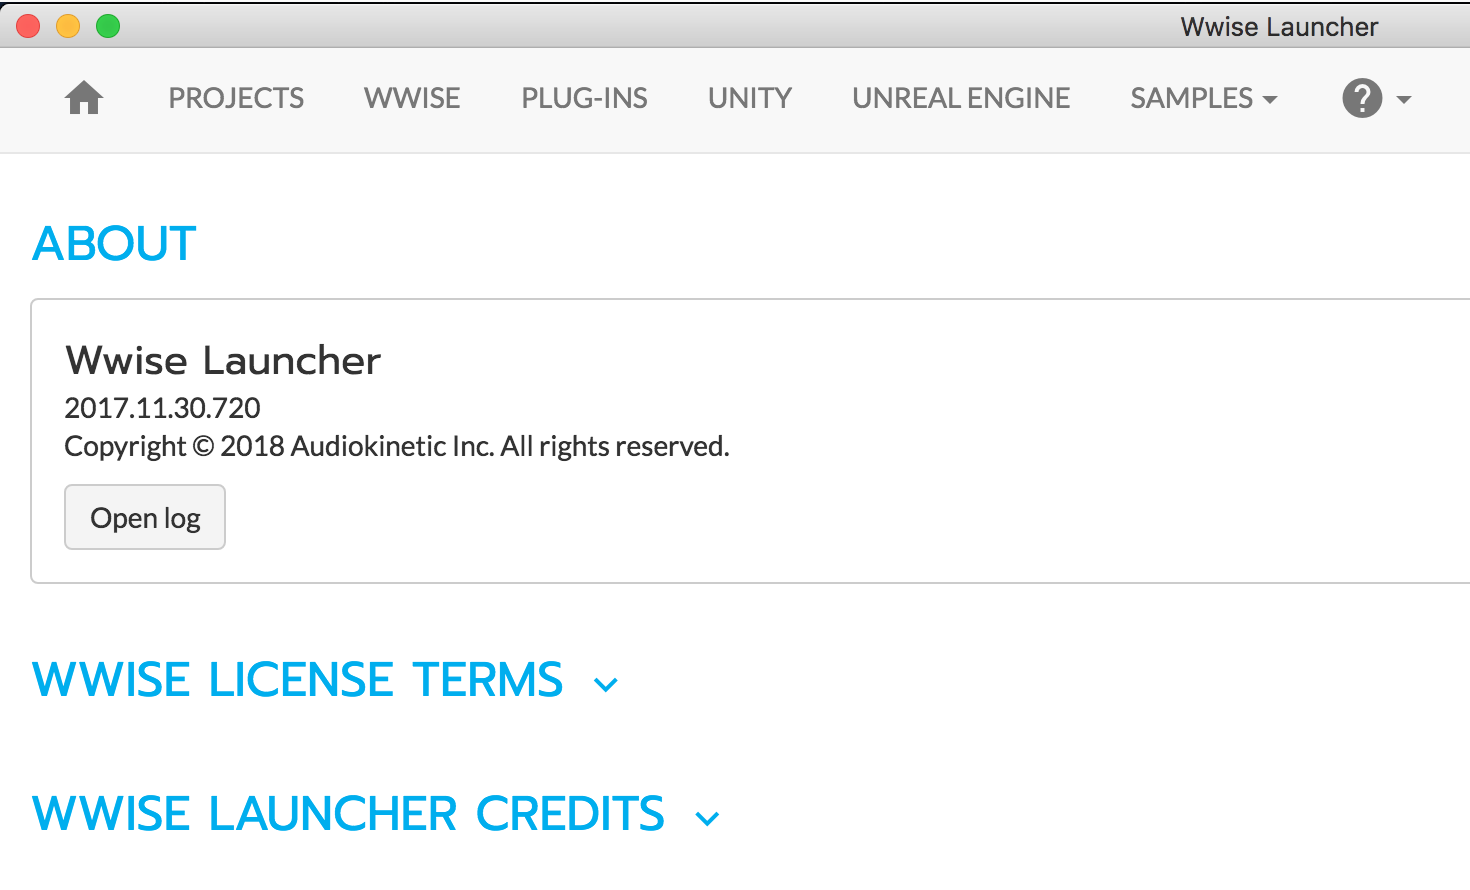 Wwise Launcher
PROJECTS WWISE PLUG-INS UNITY UNREAL ENGINE SAMPLES ?
ABOUT
Wwise Launcher
2017.11.30.720
Copyright © 2018 Audiokinetic Inc. All rights reserved.
Open log
WWISE LICENSE TERMS
WWISE LAUNCHER CREDITS